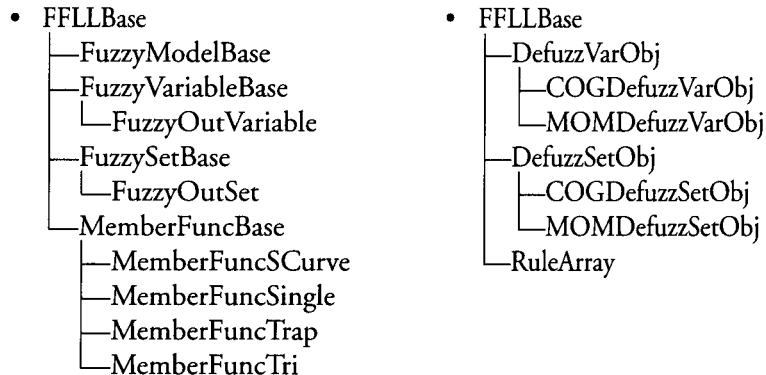 • FFLLBase
FuzzyModelBase
FuzzyVariableBase
FuzzyOutVariable
FuzzySetBase
FuzzyOutSet
MemberFuncBase
MemberFuncSCurve
MemberFuncSingle
MemberFuncTrap
MemberFuncTri
• FFLLBase
DefuzzVarObj
COGDefuzzVarObj
MOMDefuzzVarObj
DefuzzSetObj
COGDefuzzSetObj
MOMDefuzzSetObj
RuleArray